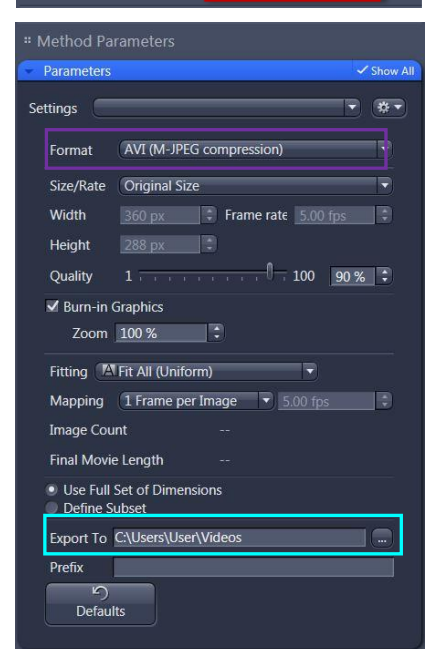 Method Parameters
Parameters Show All
Settings
Format AVI (M-JPEG compression)
Size/Rate Original Size
Width 360 px Frame rate 5.00 fps
Height 288 px
Quality 1 100 90 %
Burn-in Graphics
Zoom 100 %
Fitting Fit All (Uniform)
Mapping 1 Frame per Image 5.00 fps
Image Count --
Final Movie Length --
Use Full Set of Dimensions
Define Subset
Export To C:\Users\User\Videos ...
Prefix
Defaults